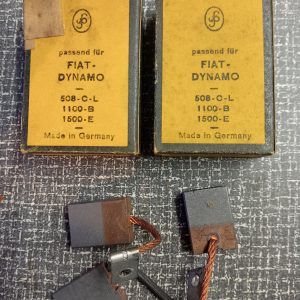 passend für
FIAT-
DYNAMO
508-C-L
1100-B
1500-E
Made in Germany
passend für
FIAT-
DYNAMO
508-C-L
1100-B
1500-E
Made in Germany